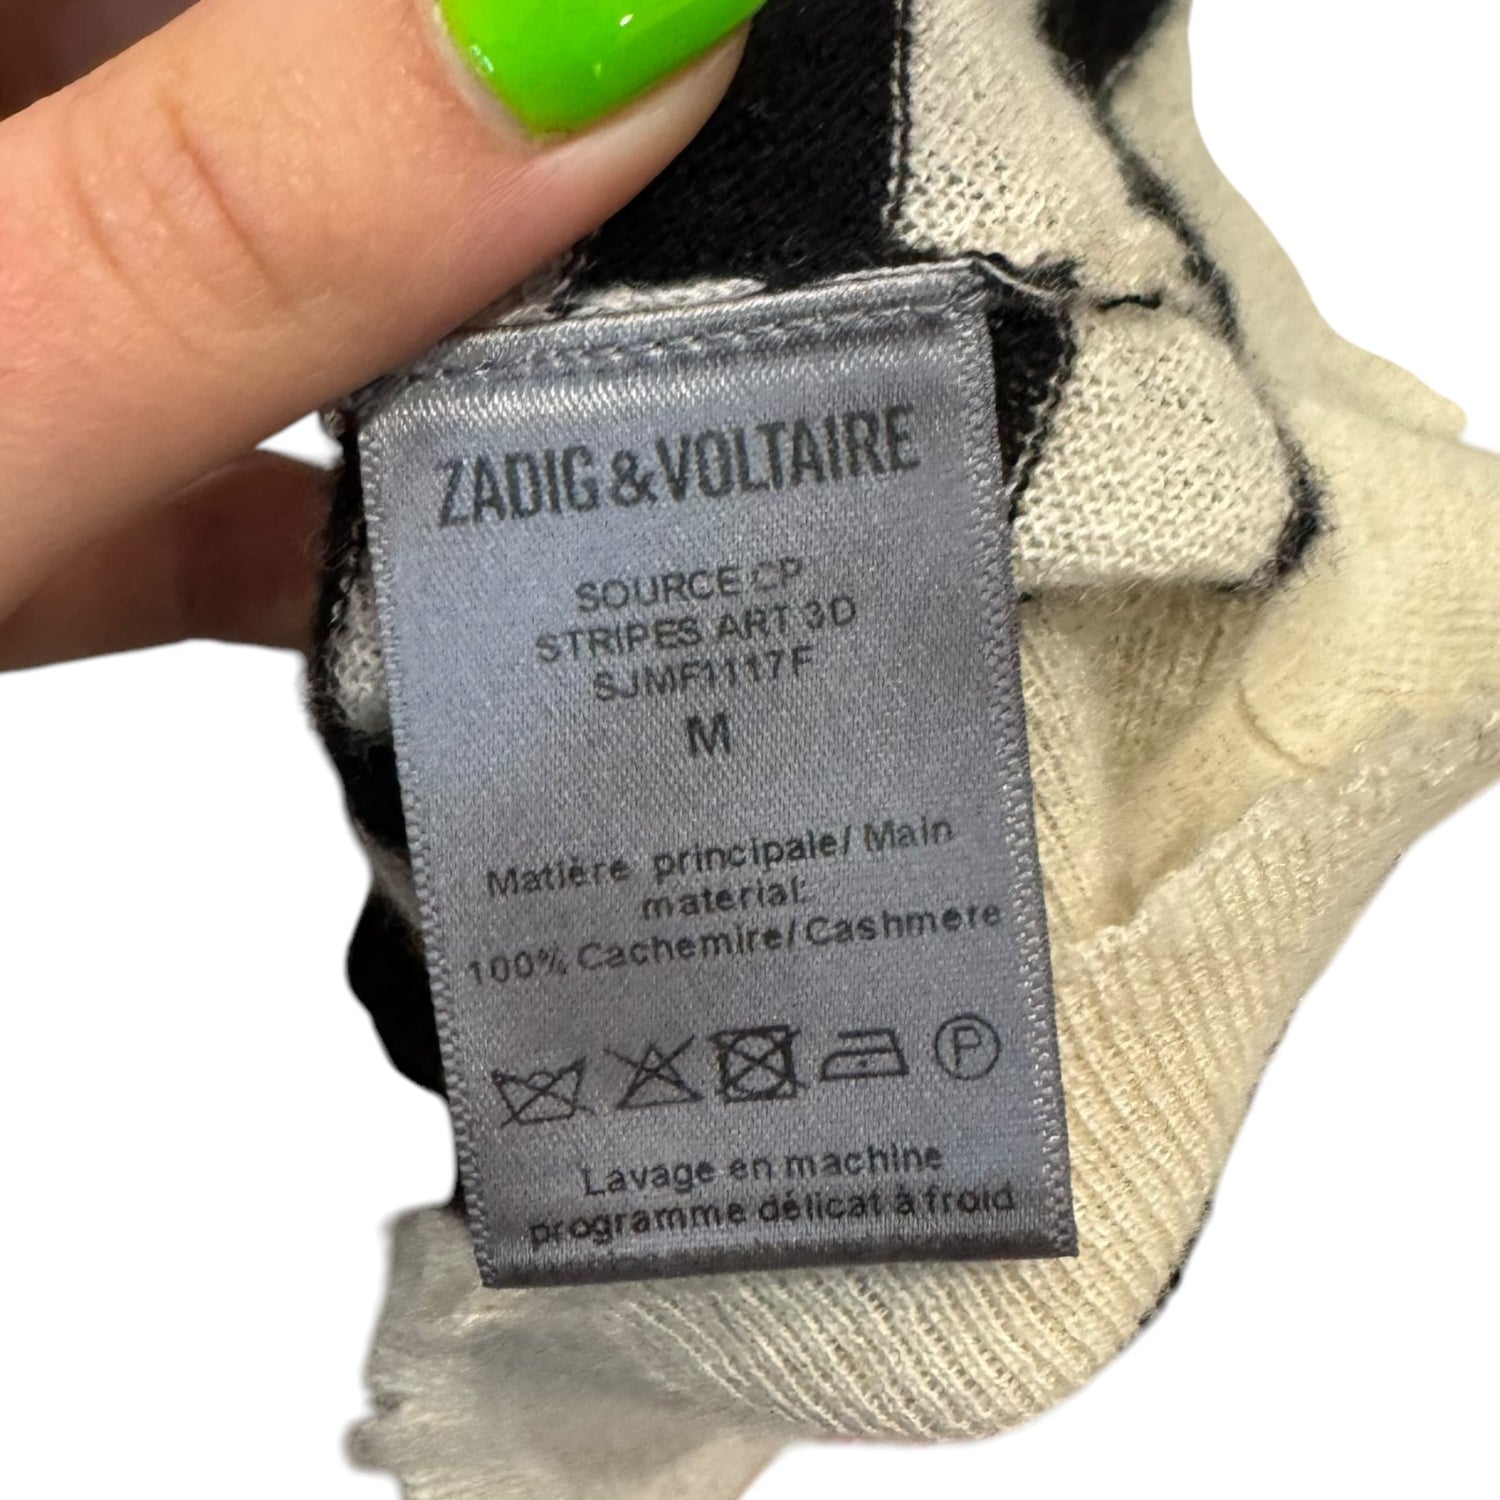 ZADIG&VOLTAIRE
SOURCE CP
STRIPES ART 3D
SJMF1117F
M
Matière principale/ Main
material:
100% Cachemire/Cashmere
P
Lavage en machine
programme délicat à froid